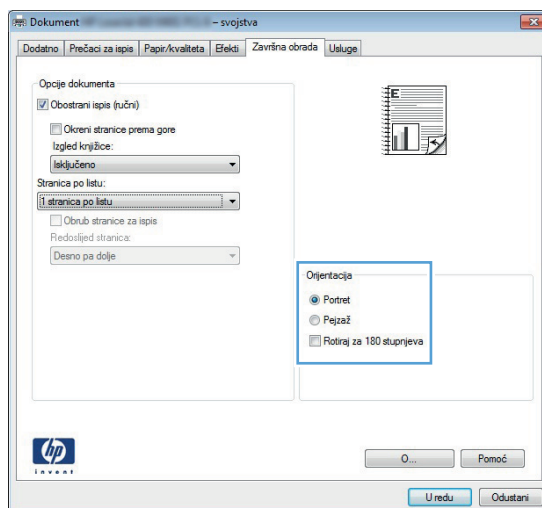 Dokument – svojstva
Dodatno Prečaci za ispis Papir/kvaliteta Efekti Završna obrada Usluge
Opcije dokumenta
Obostrani ispis (ručni)
Okreni stranice prema gore
Izgled knjižice:
Isključeno
Stranica po listu:
1 stranica po listu
Obrub stranice za ispis
Redoslijed stranica:
Desno pa dolje
E
Orijentacija
Portret
Pejzaž
Rotiraj za 180 stupnjeva
hp
invent
O... Pomoć
U redu Odustani